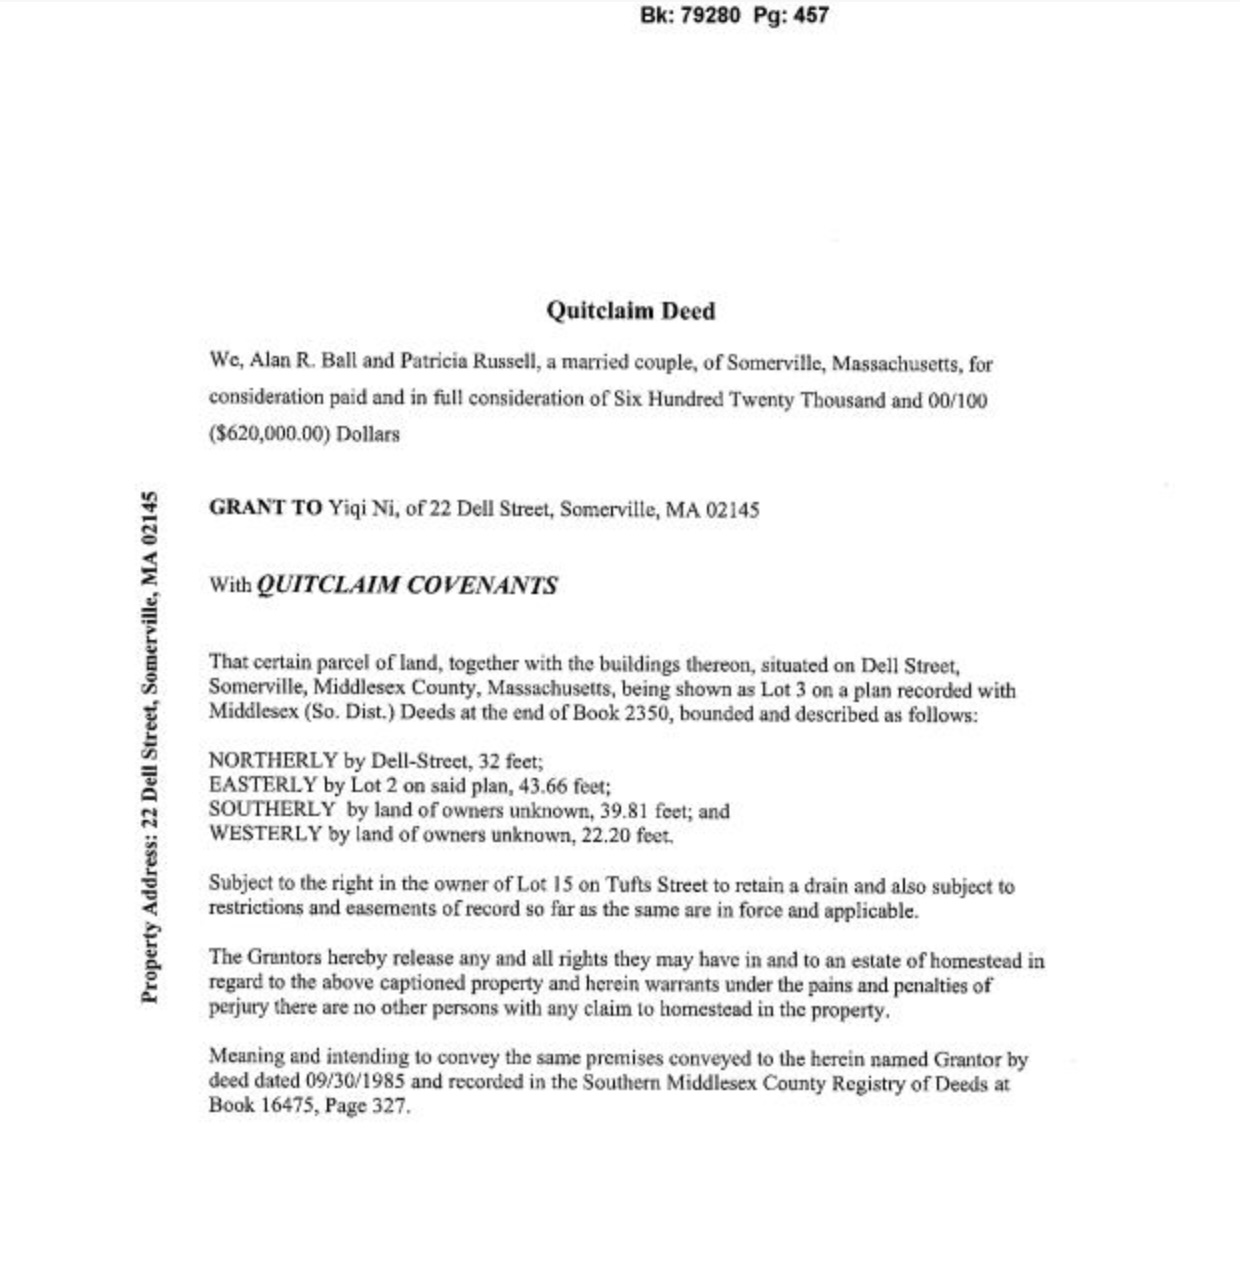 Bk: 79280 Pg: 457
Quitclaim Deed
We, Alan R. Ball and Patricia Russell, a married couple, of Somerville, Massachusetts, for
consideration paid and in full consideration of Six Hundred Twenty Thousand and 00/100
($620,000.00) Dollars
GRANT TO Yiqi Ni, of 22 Dell Street, Somerville, MA 02145
With QUITCLAIM COVENANTS
That certain parcel of land, together with the buildings thereon, situated on Dell Street,
Somerville, Middlesex County, Massachusetts, being shown as Lot 3 on a plan recorded with
Middlesex (So. Dist.) Deeds at the end of Book 2350, bounded and described as follows:
NORTHERLY by Dell-Street, 32 feet;
EASTERLY by Lot 2 on said plan, 43.66 feet;
SOUTHERLY by land of owners unknown, 39.81 feet; and
WESTERLY by land of owners unknown, 22.20 feet.
Subject to the right in the owner of Lot 15 on Tufts Street to retain a drain and also subject to
restrictions and easements of record so far as the same are in force and applicable.
The Grantors hereby release any and all rights they may have in and to an estate of homestead in
regard to the above captioned property and herein warrants under the pains and penalties of
perjury there are no other persons with any claim to homestead in the property.
Meaning and intending to convey the same premises conveyed to the herein named Grantor by
deed dated 09/30/1985 and recorded in the Southern Middlesex County Registry of Deeds at
Book 16475, Page 327.
Property Address: 22 Dell Street, Somerville, MA 02145